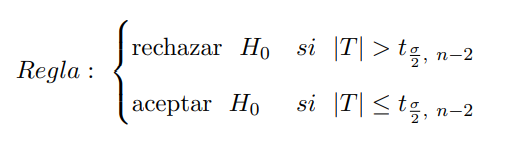 rechazar H₀ si |T| > t_{σ/2, n−2}
Regla :
aceptar H₀ si |T| ≤ t_{σ/2, n−2}